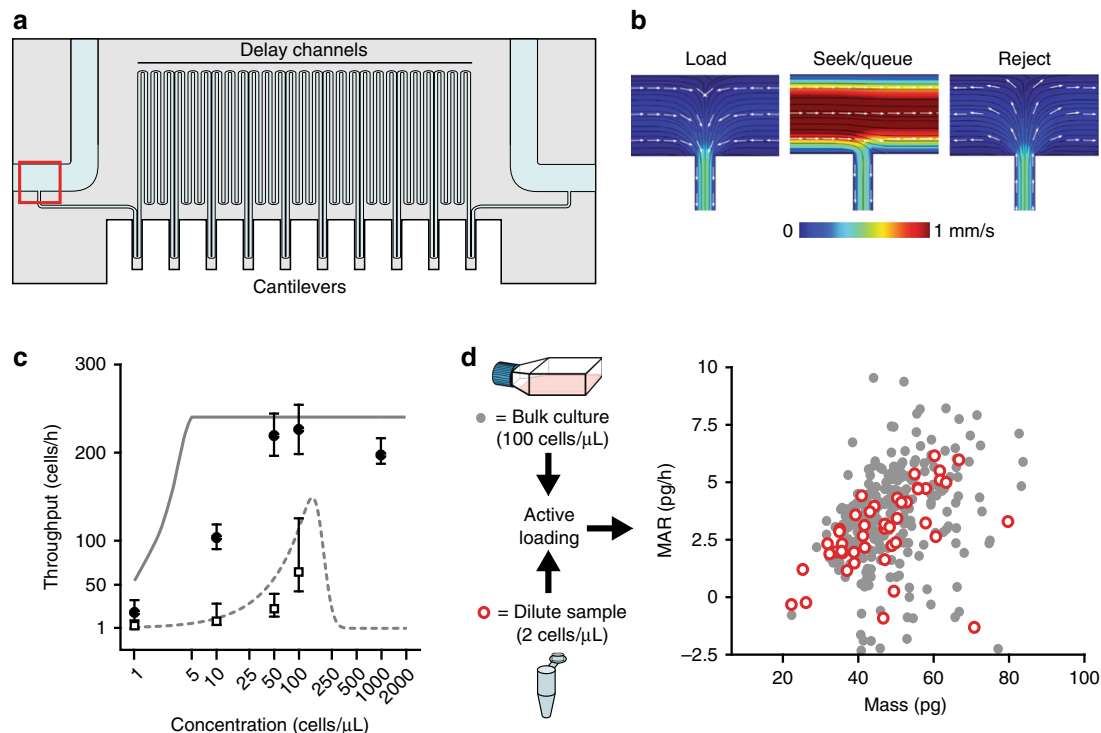 a
Delay channels
Cantilevers
b
Load
Seek/queue
Reject
0
1 mm/s
c
Throughput (cells/h)
300
200
100
50
1
1
5
10
25
50
100
250
500
1000
2000
Concentration (cells/μL)
d
= Bulk culture
(100 cells/μL)
Active
loading
= Dilute sample
(2 cells/μL)
MAR (pg/h)
10
7.5
5
2.5
0
−2.5
20
40
60
80
100
Mass (pg)